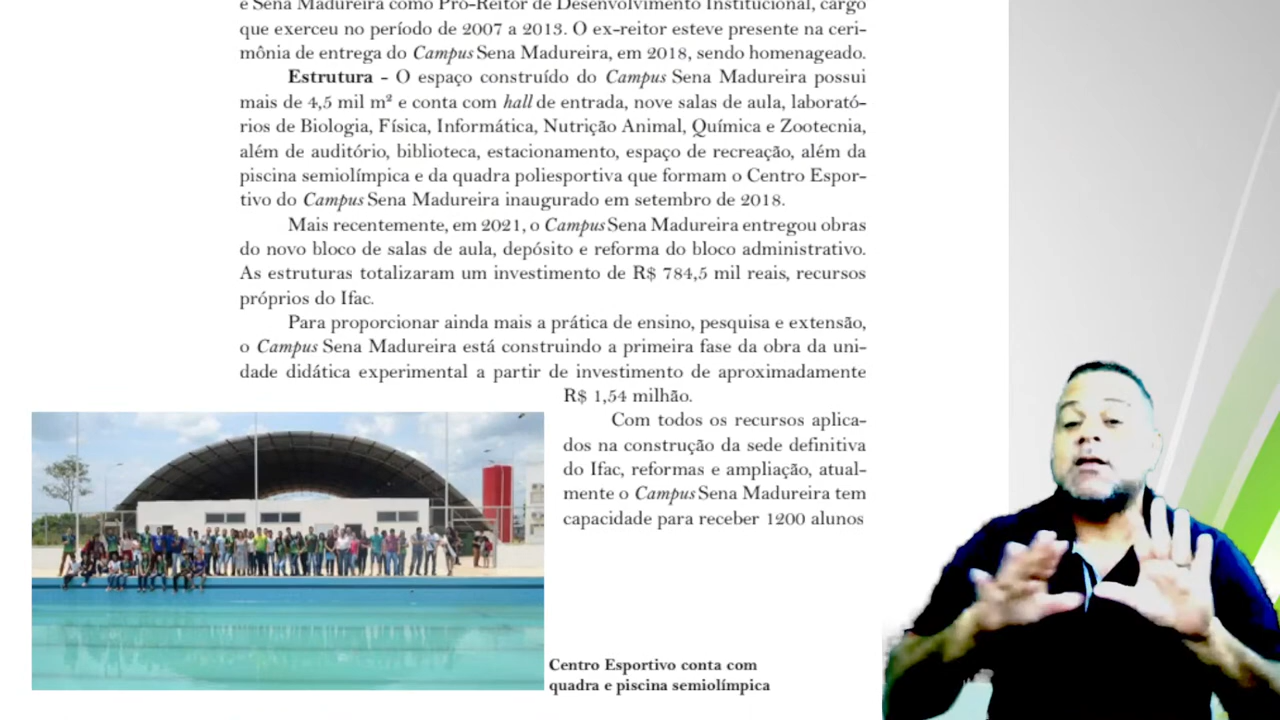 e Sena Madureira como Pró-Reitor de Desenvolvimento Institucional, cargo
que exerceu no período de 2007 a 2013. O ex-reitor esteve presente na ceri-
mônia de entrega do Campus Sena Madureira, em 2018, sendo homenageado.
Estrutura - O espaço construído do Campus Sena Madureira possui
mais de 4,5 mil m² e conta com hall de entrada, nove salas de aula, laborató-
rios de Biologia, Física, Informática, Nutrição Animal, Química e Zootecnia,
além de auditório, biblioteca, estacionamento, espaço de recreação, além da
piscina semiolímpica e da quadra poliesportiva que formam o Centro Espor-
tivo do Campus Sena Madureira inaugurado em setembro de 2018.
Mais recentemente, em 2021, o Campus Sena Madureira entregou obras
do novo bloco de salas de aula, depósito e reforma do bloco administrativo.
As estruturas totalizaram um investimento de R$ 784,5 mil reais, recursos
próprios do Ifac.
Para proporcionar ainda mais a prática de ensino, pesquisa e extensão,
o Campus Sena Madureira está construindo a primeira fase da obra da uni-
dade didática experimental a partir de investimento de aproximadamente
R$ 1,54 milhão.
Com todos os recursos aplica-
dos na construção da sede definitiva
do Ifac, reformas e ampliação, atual-
mente o Campus Sena Madureira tem
capacidade para receber 1200 alunos
Centro Esportivo conta com
quadra e piscina semiolímpica